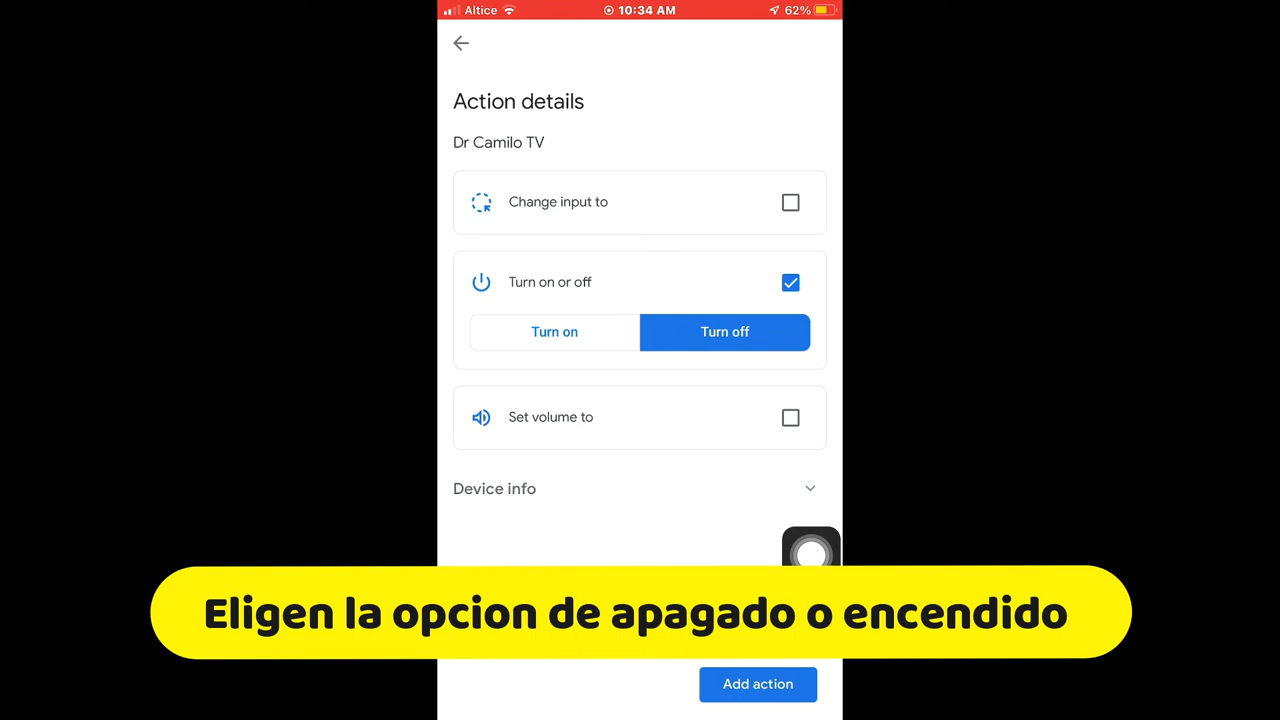 Altice 10:34 AM 62%
Action details
Dr Camilo TV
Change input to
Turn on or off
Turn on Turn off
Set volume to
Device info
Eligen la opcion de apagado o encendido
Add action